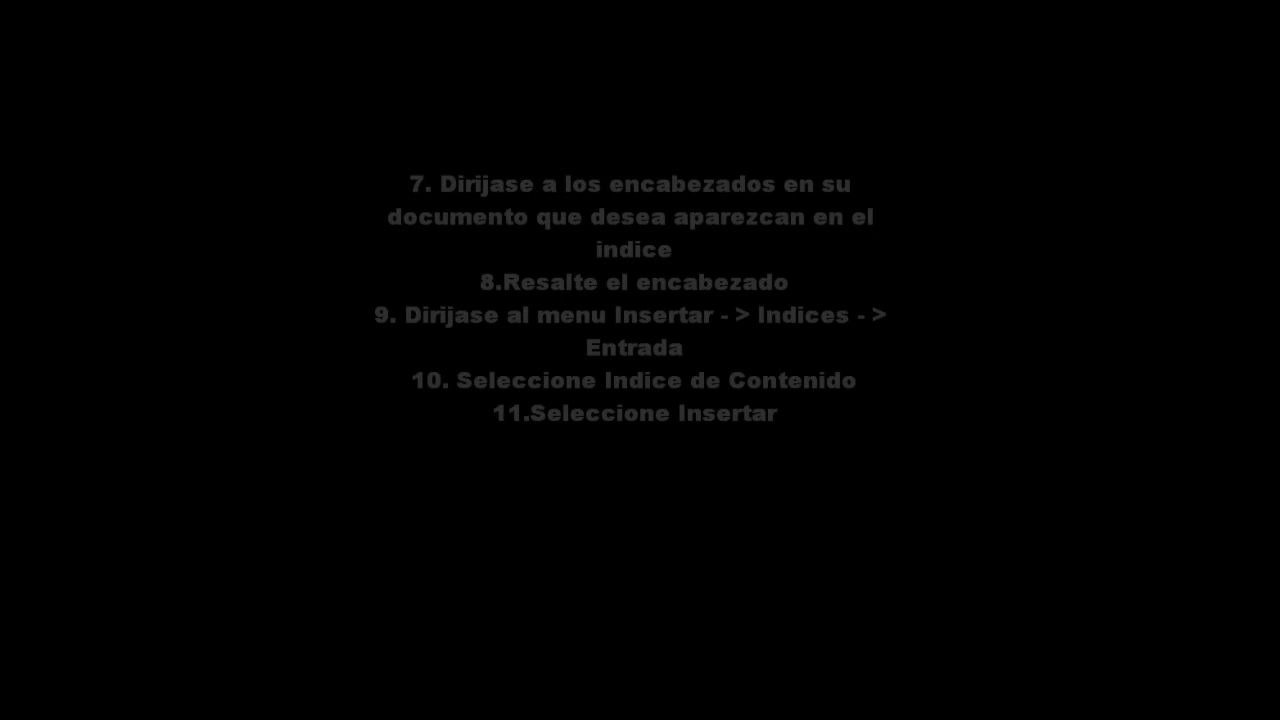 7. Dirijase a los encabezados en su
documento que desea aparezcan en el
indice
8.Resalte el encabezado
9. Dirijase al menu Insertar - > Indices - >
Entrada
10. Seleccione Indice de Contenido
11.Seleccione Insertar